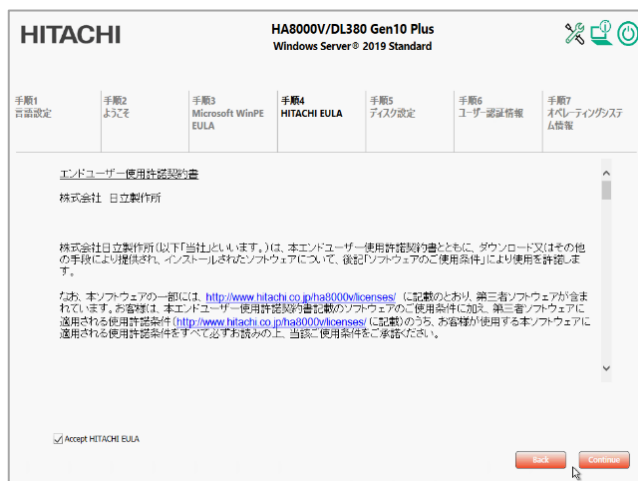 HITACHI
HA8000V/DL380 Gen10 Plus
Windows Server® 2019 Standard
手順1
言語設定
手順2
ようこそ
手順3
Microsoft WinPE
EULA
手順4
HITACHI EULA
手順5
ディスク設定
手順6
ユーザー認証情報
手順7
オペレーティングシステ
ム情報
エンドユーザー使用許諾契約書
株式会社 日立製作所
株式会社日立製作所（以下「当社」といいます。）は、本エンドユーザー使用許諾契約書とともに、ダウンロード又はその他
の手段により提供され、インストールされたソフトウェアについて、後記「ソフトウェアのご使用条件」により使用を許諾しま
す。
なお、本ソフトウェアの一部には、http://www.hitachi.co.jp/ha8000v/licenses/ に記載のとおり、第三者ソフトウェアが含ま
れています。お客様は、本エンドユーザー使用許諾契約書記載のソフトウェアのご使用条件に加え、第三者ソフトウェアに
適用される使用許諾条件（http://www.hitachi.co.jp/ha8000v/licenses/ に記載）のうち、お客様が使用する本ソフトウェアに
適用される使用許諾条件をすべて必ずお読みの上、当該ご使用条件をご承諾ください。
Accept HITACHI EULA
Back
Continue